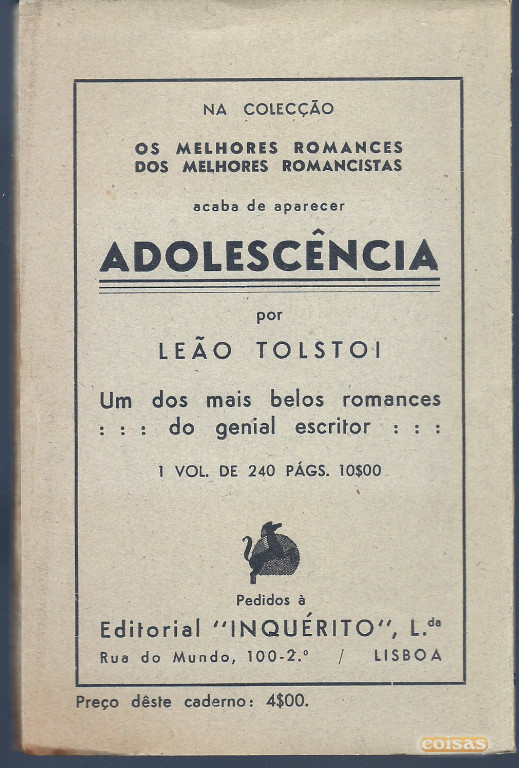 NA COLECÇÃO
OS MELHORES ROMANCES
DOS MELHORES ROMANCISTAS
acaba de aparecer
ADOLESCÊNCIA
por
LEÃO TOLSTOI
Um dos mais belos romances
: : : do genial escritor : : :
1 VOL. DE 240 PÁGS. 10$00
Pedidos à
Editorial "INQUÉRITO", L.da
Rua do Mundo, 100-2.º / LISBOA
Preço dêste caderno: 4$00.
coisas